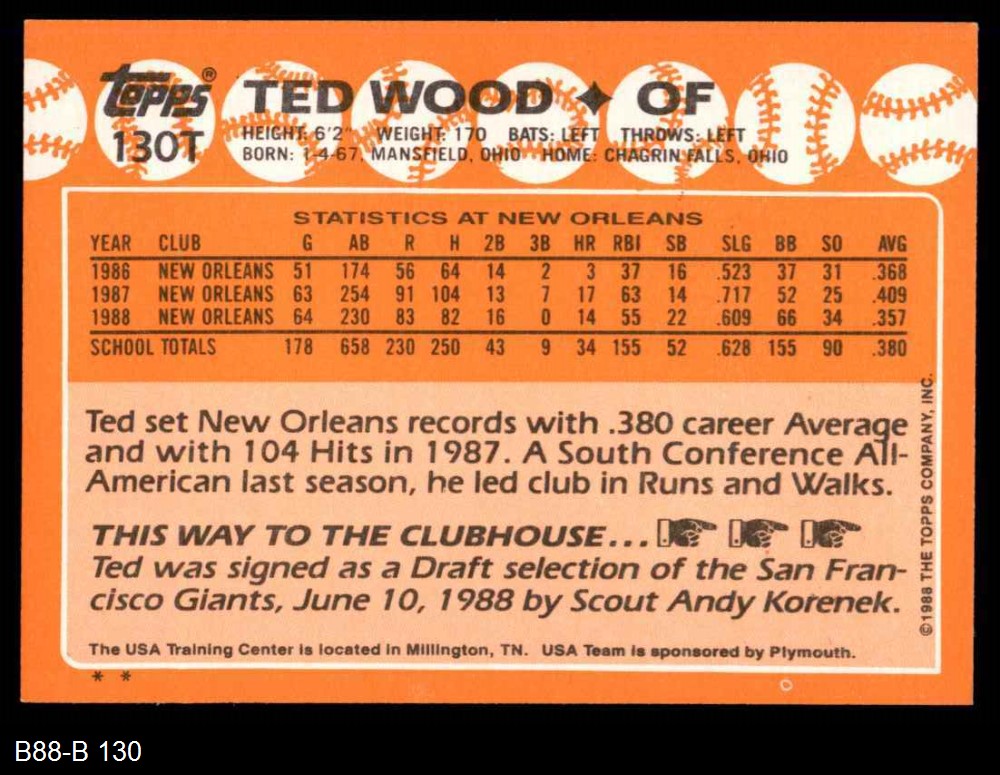 Topps® TED WOOD ✦ OF
130T HEIGHT: 6'2" WEIGHT: 170 BATS: LEFT THROWS: LEFT
BORN: 1-4-67, MANSFIELD, OHIO HOME: CHAGRIN FALLS, OHIO
STATISTICS AT NEW ORLEANS
YEAR CLUB G AB R H 2B 3B HR RBI SB SLG BB SO AVG
1986 NEW ORLEANS 51 174 56 64 14 2 3 37 16 .523 37 31 .368
1987 NEW ORLEANS 63 254 91 104 13 7 17 63 14 .717 52 25 .409
1988 NEW ORLEANS 64 230 83 82 16 0 14 55 22 .609 66 34 .357
SCHOOL TOTALS 178 658 230 250 43 9 34 155 52 .628 155 90 .380
Ted set New Orleans records with .380 career Average
and with 104 Hits in 1987. A South Conference All-
American last season, he led club in Runs and Walks.
THIS WAY TO THE CLUBHOUSE...
Ted was signed as a Draft selection of the San Fran-
cisco Giants, June 10, 1988 by Scout Andy Korenek.
The USA Training Center is located in Millington, TN. USA Team is sponsored by Plymouth.
* *
©1988 THE TOPPS COMPANY, INC.
B88-B 130